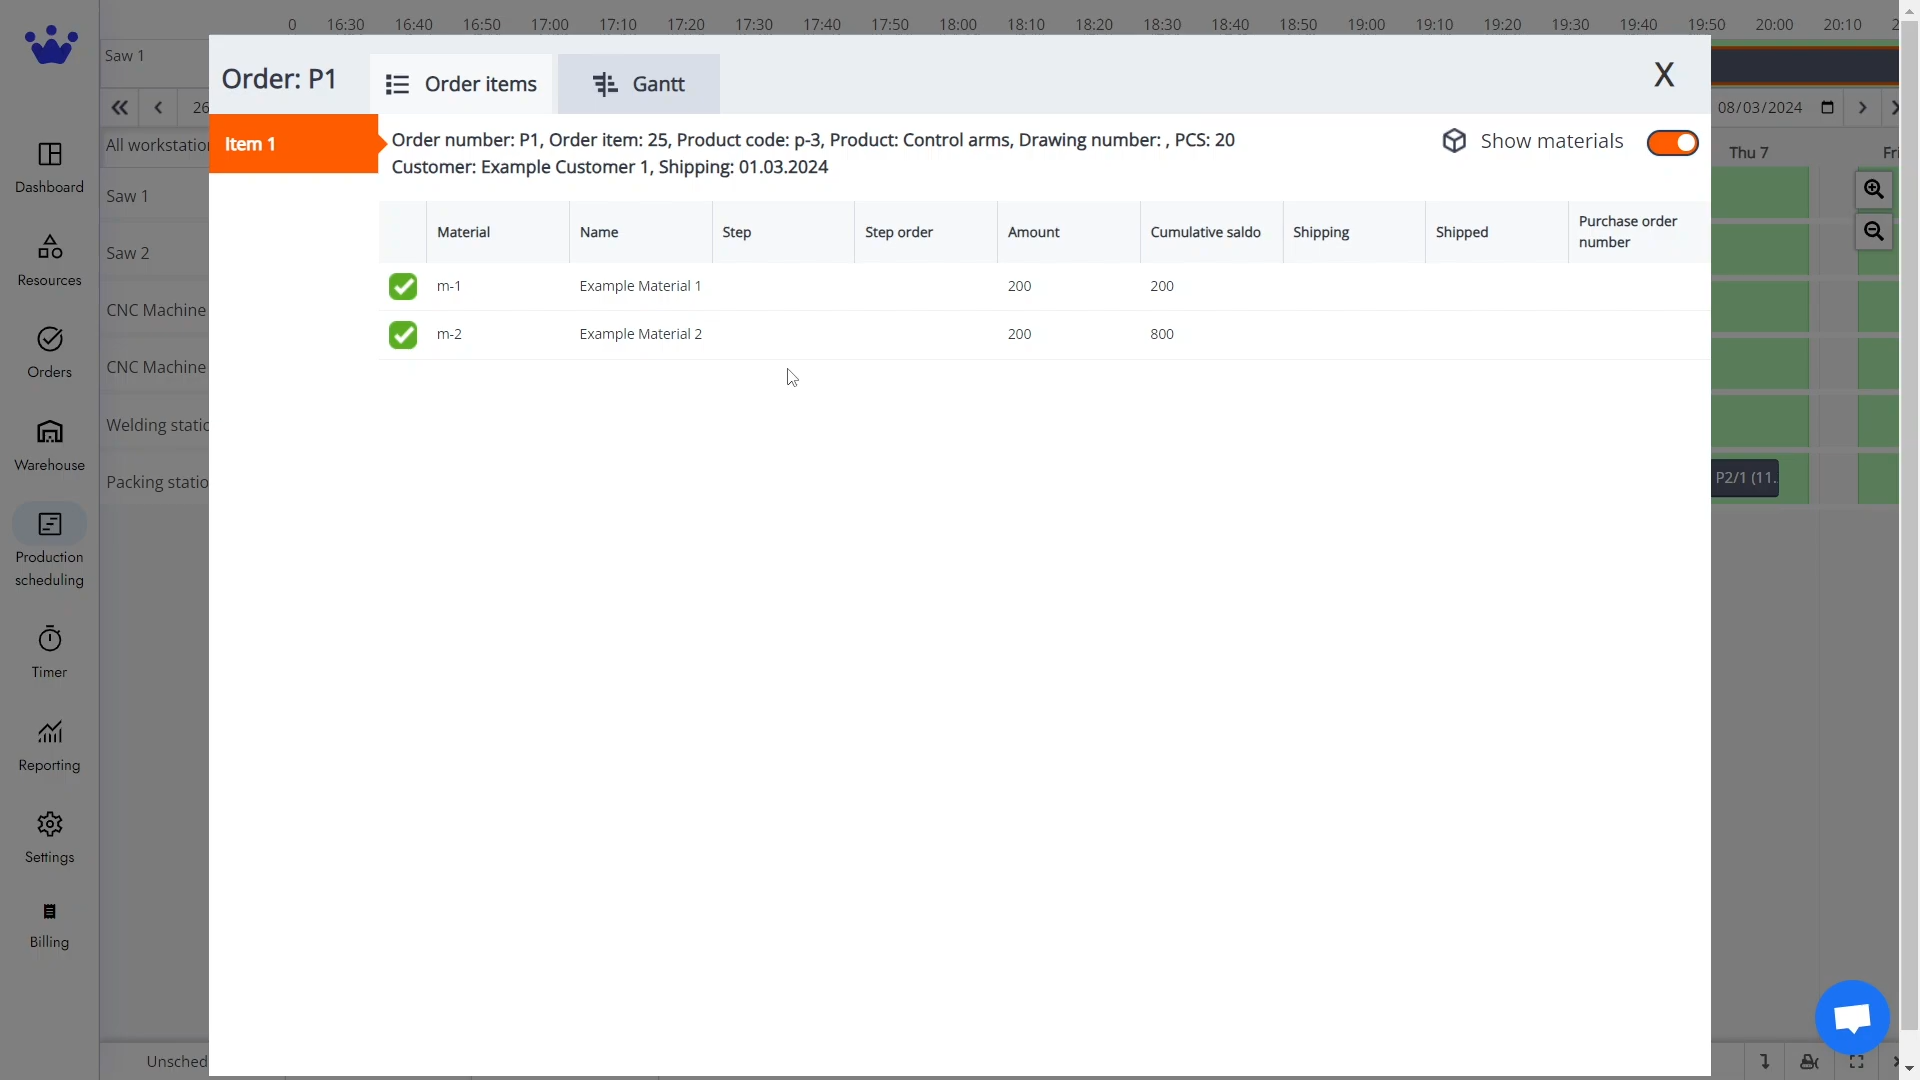 0 16:30 16:40 16:50 17:00 17:10 17:20 17:30 17:40 17:50 18:00 18:10 18:20 18:30 18:40 18:50 19:00 19:10 19:20 19:30 19:40 19:50 20:00 20:10 2
Saw 1
Order: P1
Order items
Gantt
X
26
08/03/2024
Item 1
Order number: P1, Order item: 25, Product code: p-3, Product: Control arms, Drawing number: , PCS: 20
Customer: Example Customer 1, Shipping: 01.03.2024
Show materials
All workstation
Thu 7
Fri
Dashboard
Saw 1
Material Name Step Step order Amount Cumulative saldo Shipping Shipped Purchase order
number
Saw 2
Resources
m-1 Example Material 1 200 200
CNC Machine
m-2 Example Material 2 200 800
CNC Machine
Orders
Welding static
Warehouse
Packing statio
P2/1 (11.
Production
scheduling
Timer
Reporting
Settings
Billing
Unsched